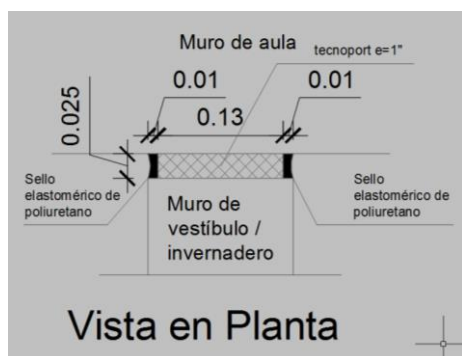 Muro de aula
tecnoport e=1"
0.01
0.01
0.13
0.025
Sello
elastomérico de
poliuretano
Sello
elastomérico de
poliuretano
Muro de
vestíbulo /
invernadero
Vista en Planta